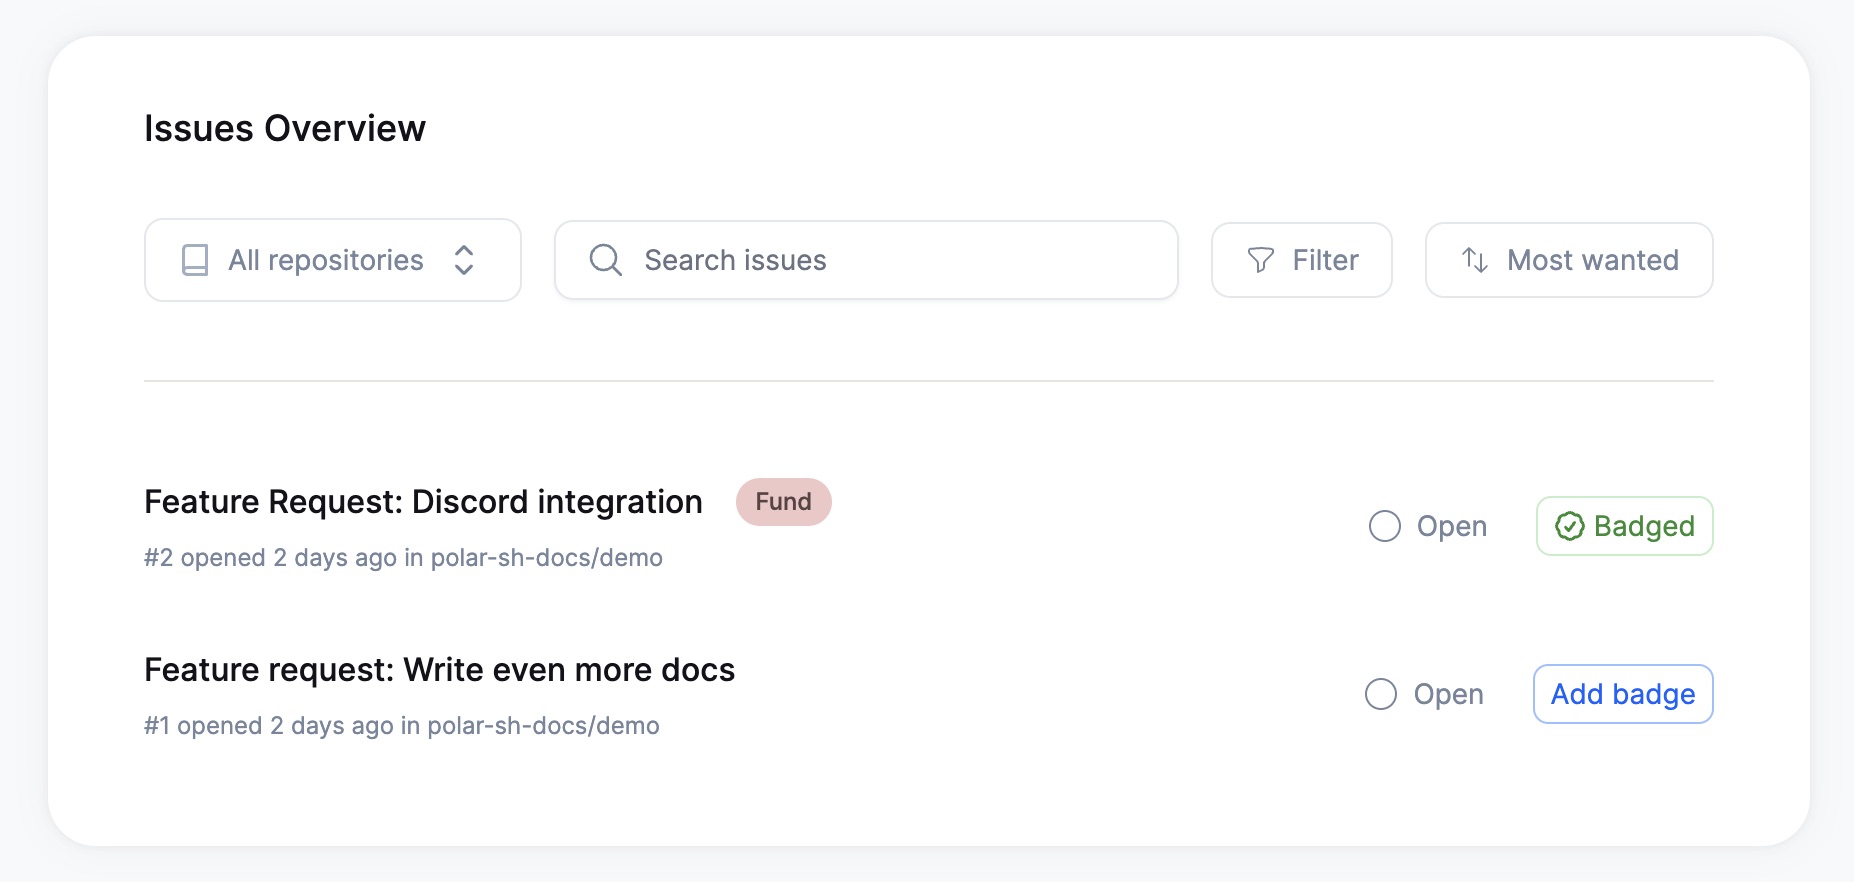 Issues Overview
All repositories Search issues Filter Most wanted
Feature Request: Discord integration Fund
#2 opened 2 days ago in polar-sh-docs/demo
Open Badged
Feature request: Write even more docs
#1 opened 2 days ago in polar-sh-docs/demo
Open Add badge